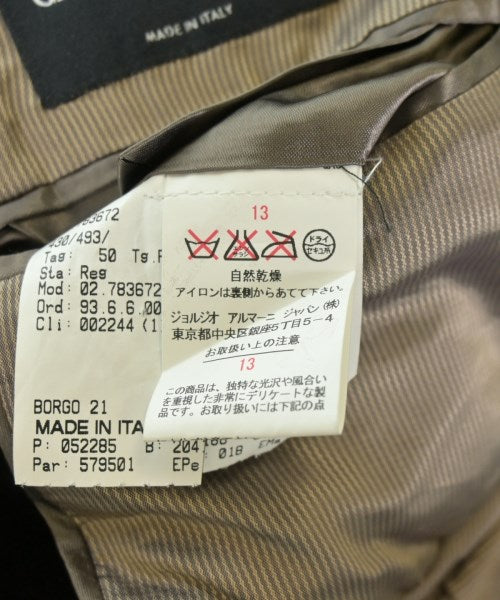 MADE IN ITALY
83672
430/493/
Tag: 50 Tg.F
Sta: Reg
Mod: 02.783672
Ord: 93.6.6.00
Cli: 002244 (1
BORGO 21
MADE IN ITA
P: 052285 B: 204
Par: 579501 EPe
018
13
ドライ
セキュ系
自然乾燥
アイロンは裏側からあて下さい。
ジョルジオ アルマーニ ジャパン(株)
東京都中央区銀座5丁目5-4
お取扱い上の注意
13
この商品は、独特な光沢や風合い
を重視した非常にデリケートな製
品です。お取り扱いには下記の点